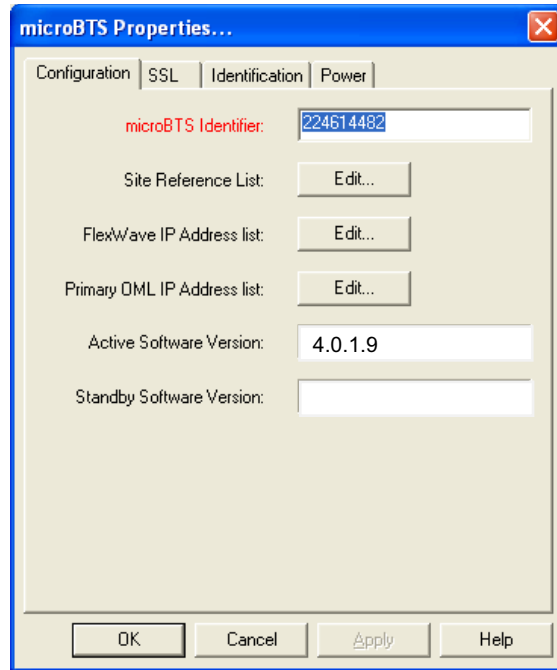 microBTS Properties...
Configuration SSL Identification Power
microBTS Identifier: 224614482
Site Reference List: Edit...
FlexWave IP Address list: Edit...
Primary OML IP Address list: Edit...
Active Software Version: 4.0.1.9
Standby Software Version:
OK Cancel Apply Help